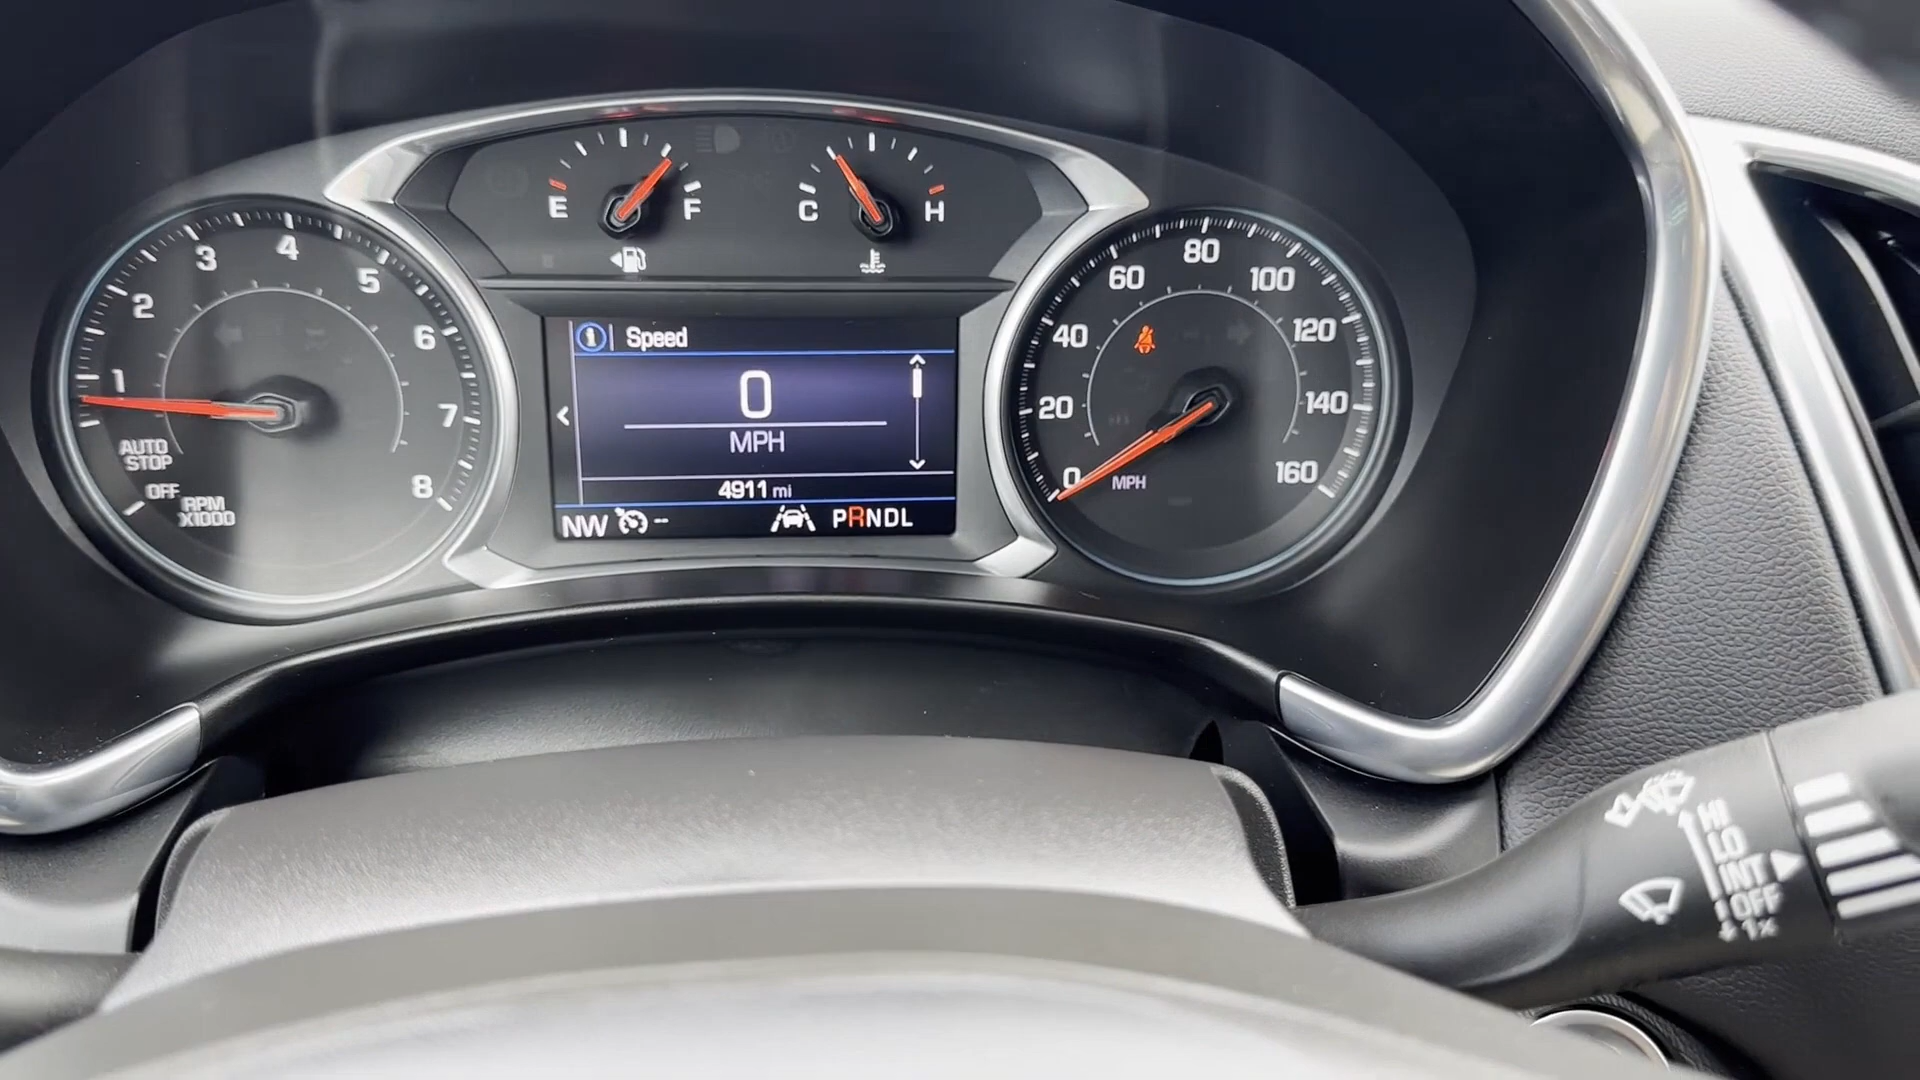 E F
C H
1 2 3 4 5 6 7 8
AUTO
STOP
OFF
RPM
X1000
Speed
0
MPH
4911 mi
NW -- PRNDL
0 20 40 60 80 100 120 140 160
MPH
HI
LO
INT
OFF
1X